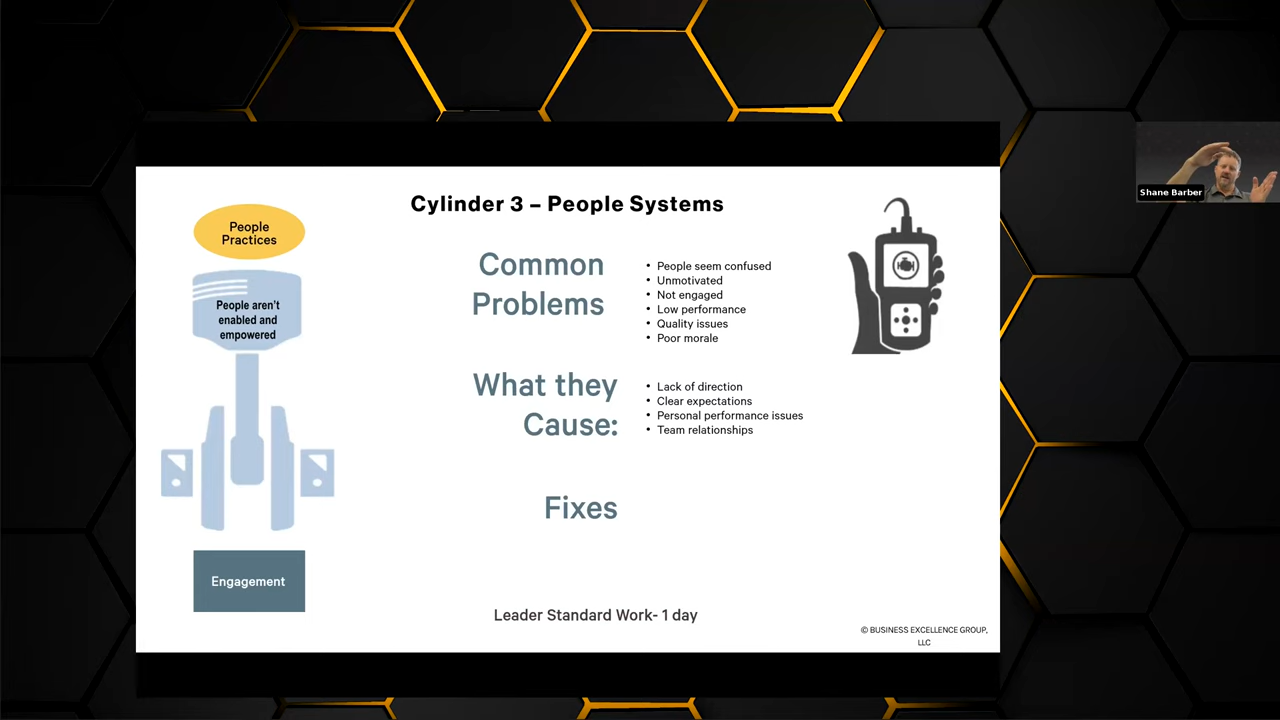 Cylinder 3 – People Systems
People
Practices
People aren't
enabled and
empowered
Engagement
Common
Problems
• People seem confused
• Unmotivated
• Not engaged
• Low performance
• Quality issues
• Poor morale
What they
Cause:
• Lack of direction
• Clear expectations
• Personal performance issues
• Team relationships
Fixes
Leader Standard Work- 1 day
© BUSINESS EXCELLENCE GROUP,
LLC
Shane Barber